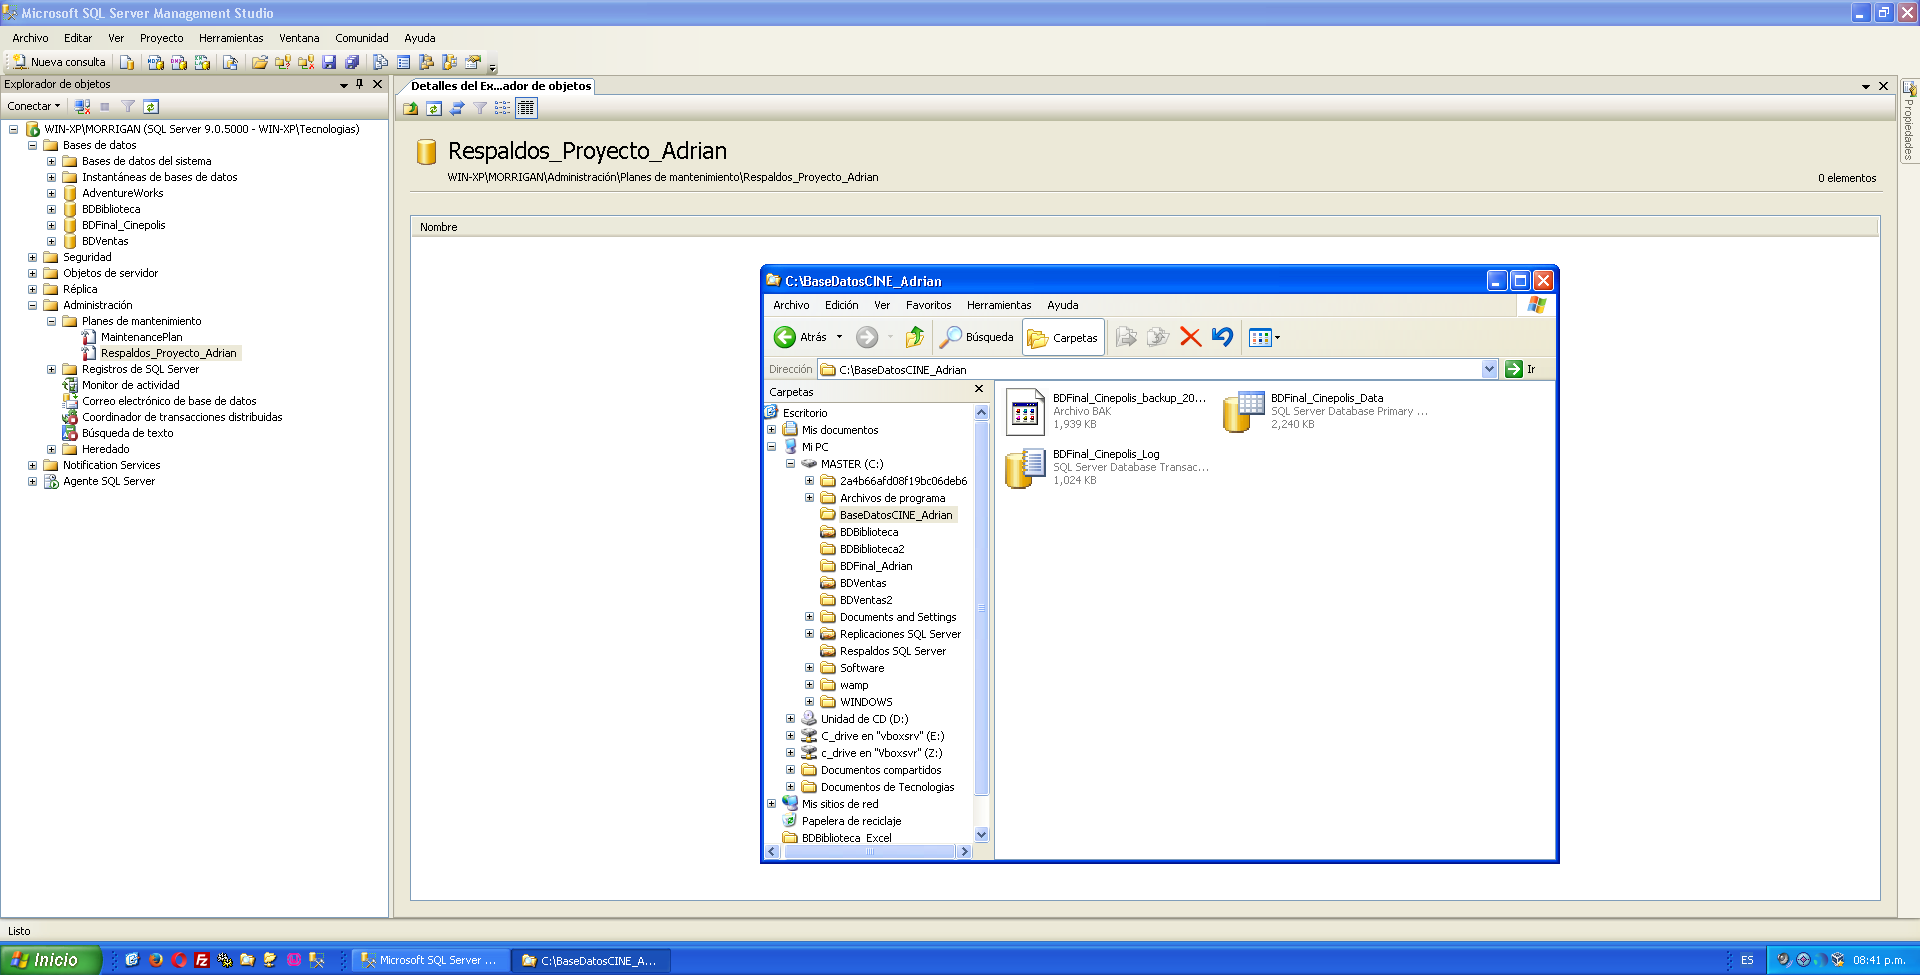 Microsoft SQL Server Management Studio
Archivo Editar Ver Proyecto Herramientas Ventana Comunidad Ayuda
Nueva consulta
Explorador de objetos
Conectar
WIN-XP\MORRIGAN (SQL Server 9.0.5000 - WIN-XP\Tecnologias)
Bases de datos
Bases de datos del sistema
Instantáneas de bases de datos
AdventureWorks
BDBiblioteca
BDFinal_Cinepolis
BDVentas
Seguridad
Objetos de servidor
Réplica
Administración
Planes de mantenimiento
MaintenancePlan
Respaldos_Proyecto_Adrian
Registros de SQL Server
Monitor de actividad
Correo electrónico de base de datos
Coordinador de transacciones distribuidas
Búsqueda de texto
Heredado
Notification Services
Agente SQL Server
Detalles del Ex...ador de objetos
Respaldos_Proyecto_Adrian
WIN-XP\MORRIGAN\Administración\Planes de mantenimiento\Respaldos_Proyecto_Adrian
0 elementos
Nombre
Propiedades
C:\BaseDatosCINE_Adrian
Archivo Edición Ver Favoritos Herramientas Ayuda
Atrás Búsqueda Carpetas
Dirección C:\BaseDatosCINE_Adrian Ir
Carpetas
Escritorio
Mis documentos
Mi PC
MASTER (C:)
2a4b66afd08f19bc06deb6
Archivos de programa
BaseDatosCINE_Adrian
BDBiblioteca
BDBiblioteca2
BDFinal_Adrian
BDVentas
BDVentas2
Documents and Settings
Replicaciones SQL Server
Respaldos SQL Server
Software
wamp
WINDOWS
Unidad de CD (D:)
C_drive en "vboxsrv" (E:)
c_drive en "Vboxsvr" (Z:)
Documentos compartidos
Documentos de Tecnologias
Mis sitios de red
Papelera de reciclaje
BDBiblioteca_Excel
BDFinal_Cinepolis_backup_20...
Archivo BAK
1,939 KB
BDFinal_Cinepolis_Data
SQL Server Database Primary ...
2,240 KB
BDFinal_Cinepolis_Log
SQL Server Database Transac...
1,024 KB
Listo
Inicio
Microsoft SQL Server ...
C:\BaseDatosCINE_A...
ES
08:41 p.m.